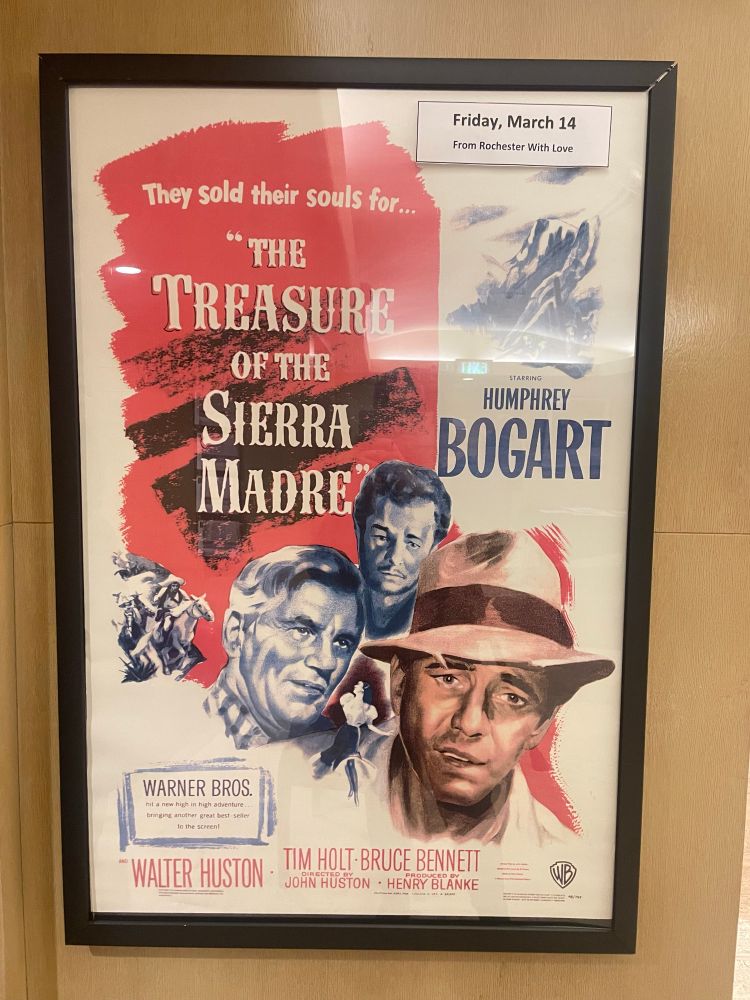 Friday, March 14
From Rochester With Love
They sold their souls for...
"THE
TREASURE
OF THE
SIERRA
MADRE"
STARRING
HUMPHREY
BOGART
WARNER BROS.
hit a new high in high adventure...
bringing another great best-seller
to the screen!
AND
WALTER HUSTON · TIM HOLT · BRUCE BENNETT
DIRECTED BY
JOHN HUSTON · PRODUCED BY
HENRY BLANKE
WB